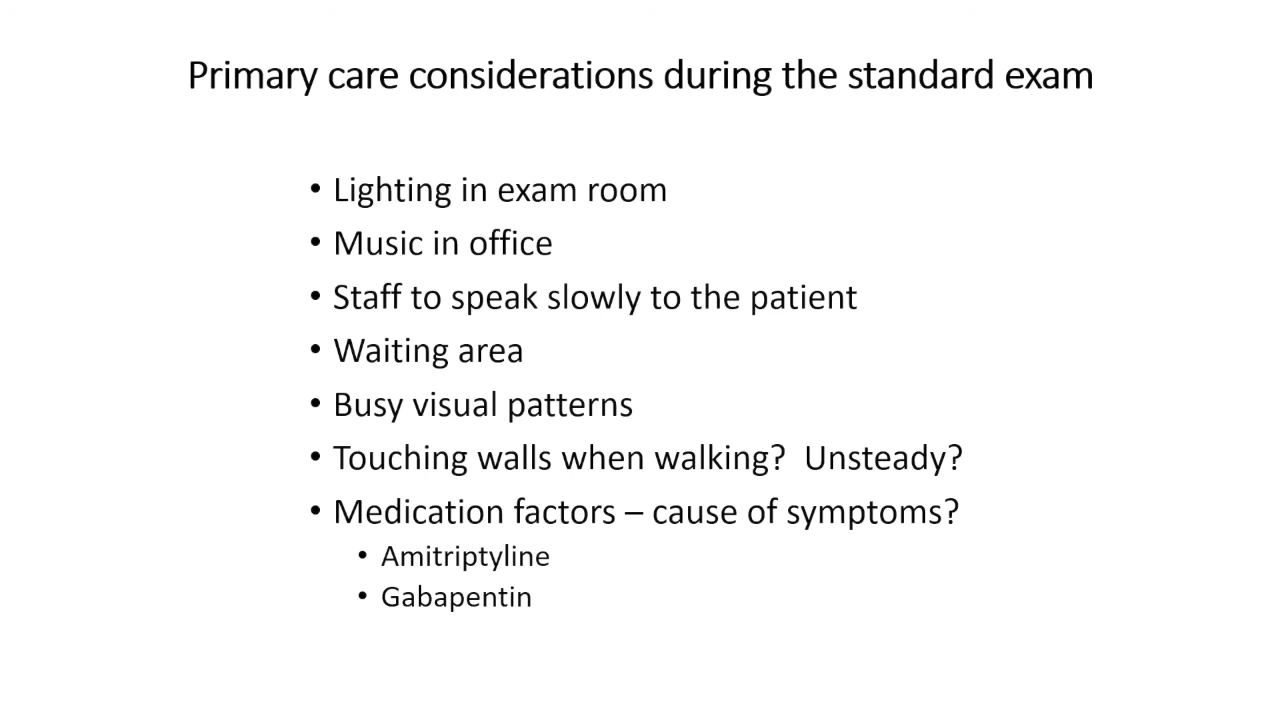 Primary care considerations during the standard exam
• Lighting in exam room
• Music in office
• Staff to speak slowly to the patient
• Waiting area
• Busy visual patterns
• Touching walls when walking?  Unsteady?
• Medication factors – cause of symptoms?
• Amitriptyline
• Gabapentin